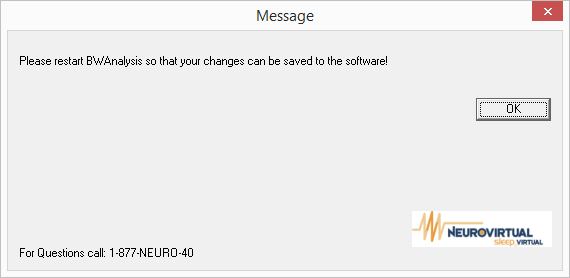 Message
Please restart BWAnalysis so that your changes can be saved to the software!
OK
NEUROVIRTUAL
sleep VIRTUAL
For Questions call: 1-877-NEURO-40